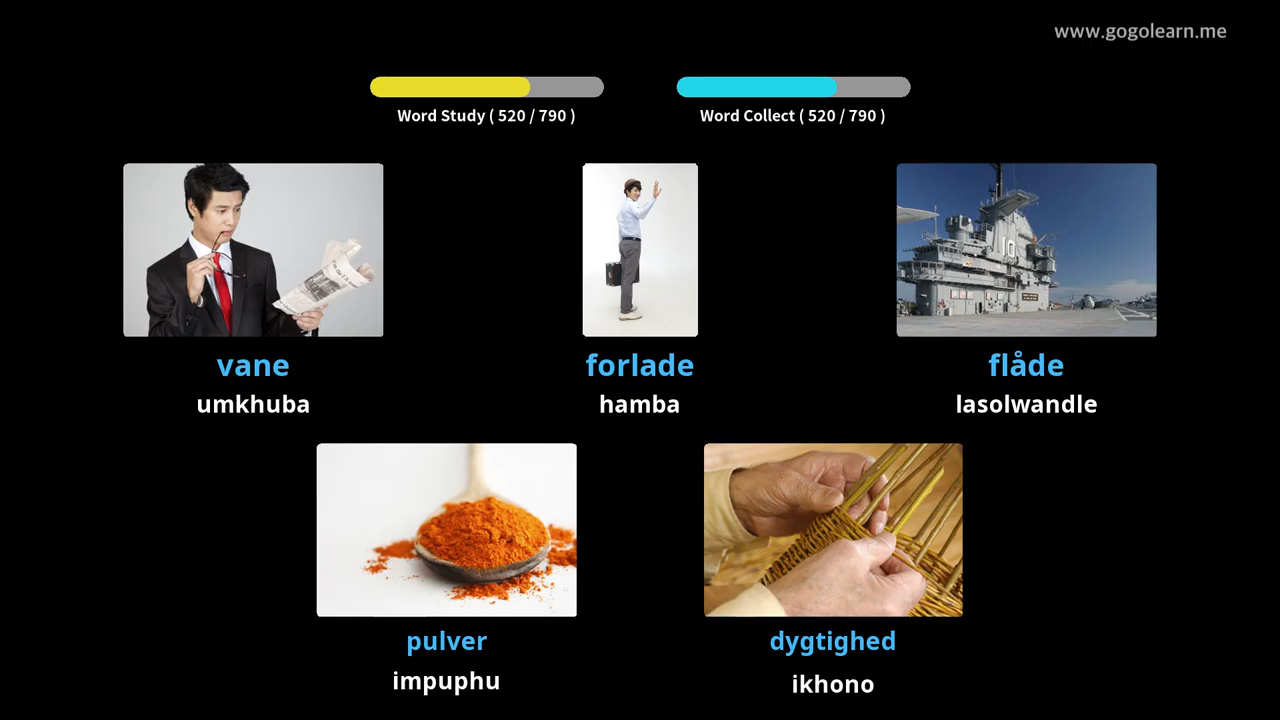 www.gogolearn.me
Word Study ( 520 / 790 )
Word Collect ( 520 / 790 )
10
vane
forlade
flåde
umkhuba
hamba
lasolwandle
pulver
dygtighed
impuphu
ikhono